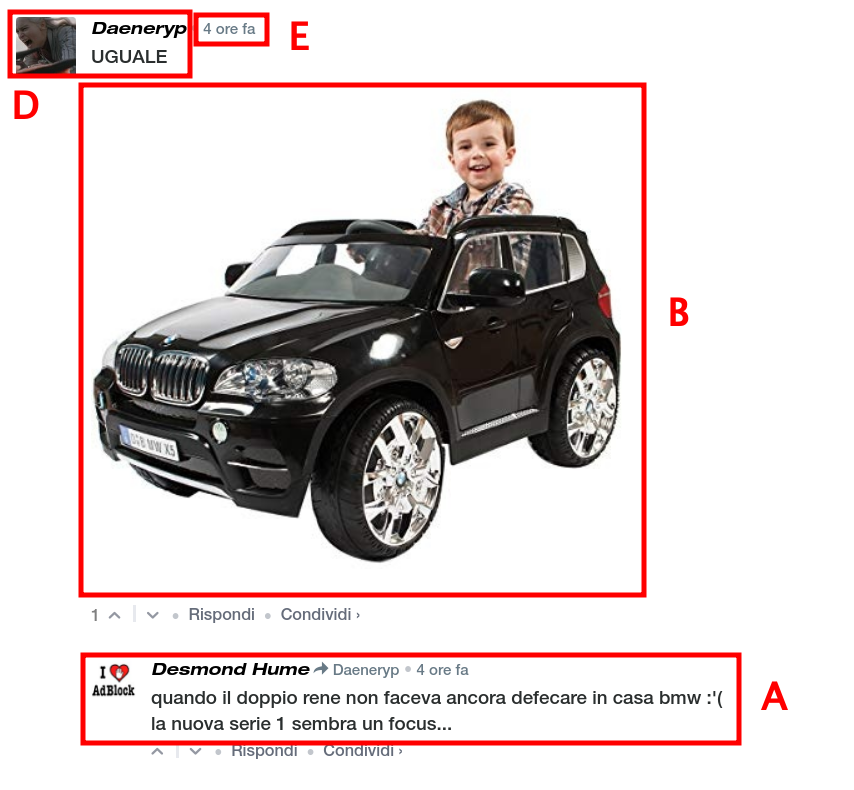 Daeneryp 4 ore fa E
UGUALE
D
B
1 • Rispondi • Condividi ›
I ❤
AdBlock
Desmond Hume Daeneryp • 4 ore fa
quando il doppio rene non faceva ancora defecare in casa bmw :'(
la nuova serie 1 sembra un focus...
A
• Rispondi • Condividi ›